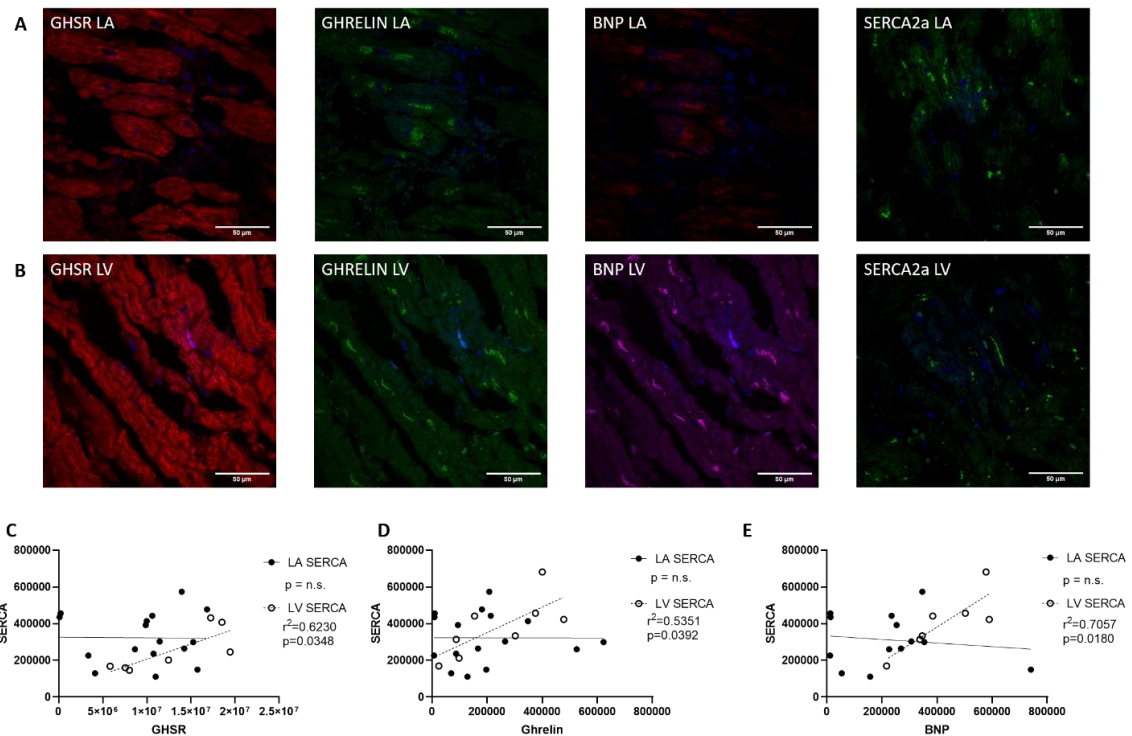 A
GHSR LA
GHRELIN LA
BNP LA
SERCA2a LA
50 µm
50 µm
50 µm
50 µm
B
GHSR LV
GHRELIN LV
BNP LV
SERCA2a LV
50 µm
50 µm
50 µm
50 µm
C
800000
600000
400000
200000
0
SERCA
0
5×10⁶
1×10⁷
1.5×10⁷
2×10⁷
2.5×10⁷
GHSR
LA SERCA
p = n.s.
LV SERCA
r²=0.6230
p=0.0348
D
800000
600000
400000
200000
0
SERCA
0
200000
400000
600000
800000
Ghrelin
LA SERCA
p = n.s.
LV SERCA
r²=0.5351
p=0.0392
E
800000
600000
400000
200000
0
SERCA
0
200000
400000
600000
800000
BNP
LA SERCA
p = n.s.
LV SERCA
r²=0.7057
p=0.0180